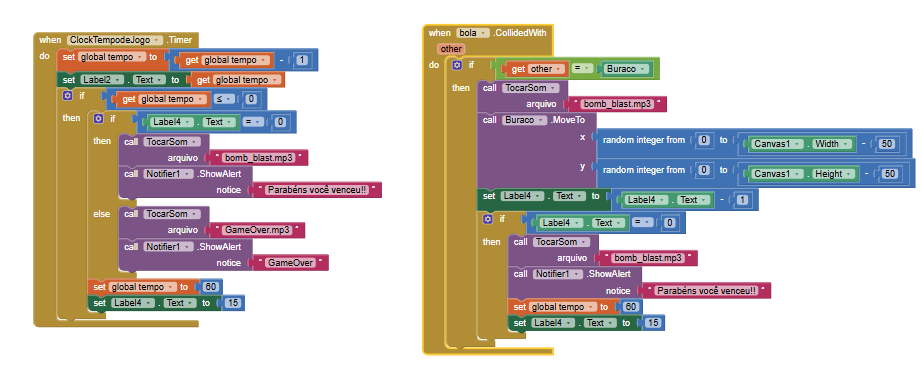 when ClockTempodeJogo .Timer
do set global tempo to get global tempo - 1
set Label2 . Text to get global tempo
if get global tempo ≤ 0
then if Label4 . Text = 0
then call TocarSom
arquivo " bomb_blast.mp3 "
call Notifier1 .ShowAlert
notice " Parabéns você venceu!! "
else call TocarSom
arquivo " GameOver.mp3 "
call Notifier1 .ShowAlert
notice " GameOver "
set global tempo to 60
set Label4 . Text to 15
when bola .CollidedWith
other
do if get other = Buraco
then call TocarSom
arquivo " bomb_blast.mp3 "
call Buraco .MoveTo
x random integer from 0 to Canvas1 . Width - 50
y random integer from 0 to Canvas1 . Height - 50
set Label4 . Text to Label4 . Text - 1
if Label4 . Text = 0
then call TocarSom
arquivo " bomb_blast.mp3 "
call Notifier1 .ShowAlert
notice " Parabéns você venceu!! "
set global tempo to 60
set Label4 . Text to 15